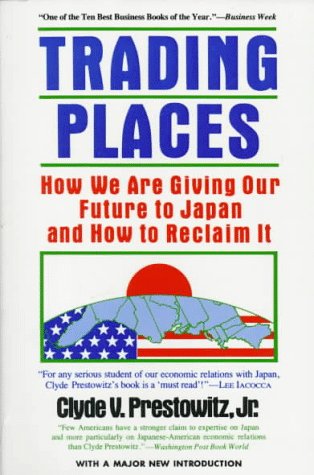 "One of the Ten Best Business Books of the Year."—Business Week
TRADING
PLACES
How We Are Giving Our
Future to Japan
and How to Reclaim It
"For any serious student of our economic relations with Japan,
Clyde Prestowitz's book is a 'must read'!"—LEE IACOCCA
Clyde V. Prestowitz, Jr.
"Few Americans have a stronger claim to expertise on Japan
and more particularly on Japanese-American economic relations
than Clyde Prestowitz."—Washington Post Book World
WITH A MAJOR NEW INTRODUCTION